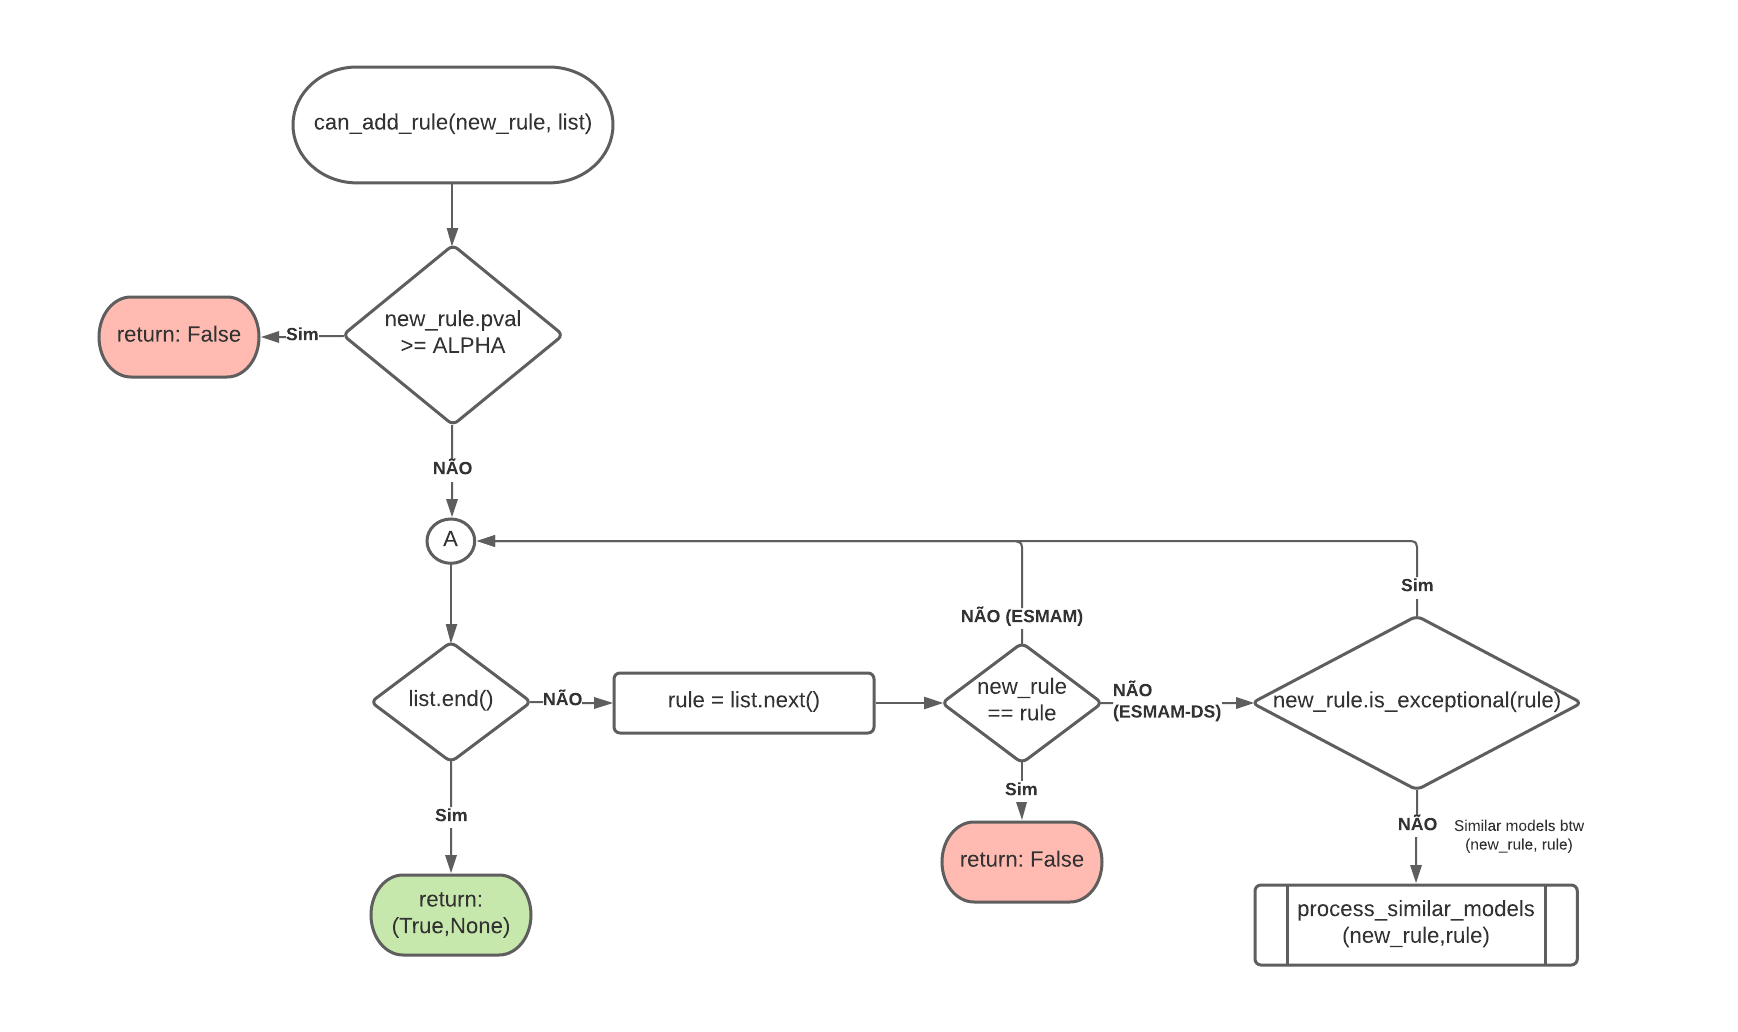 can_add_rule(new_rule, list)
new_rule.pval
>= ALPHA
Sim
return: False
NÃO
A
list.end()
NÃO
rule = list.next()
new_rule
== rule
NÃO (ESMAM)
NÃO
(ESMAM-DS)
new_rule.is_exceptional(rule)
Sim
Sim
return:
(True,None)
Sim
return: False
NÃO
Similar models btw
(new_rule, rule)
process_similar_models
(new_rule,rule)